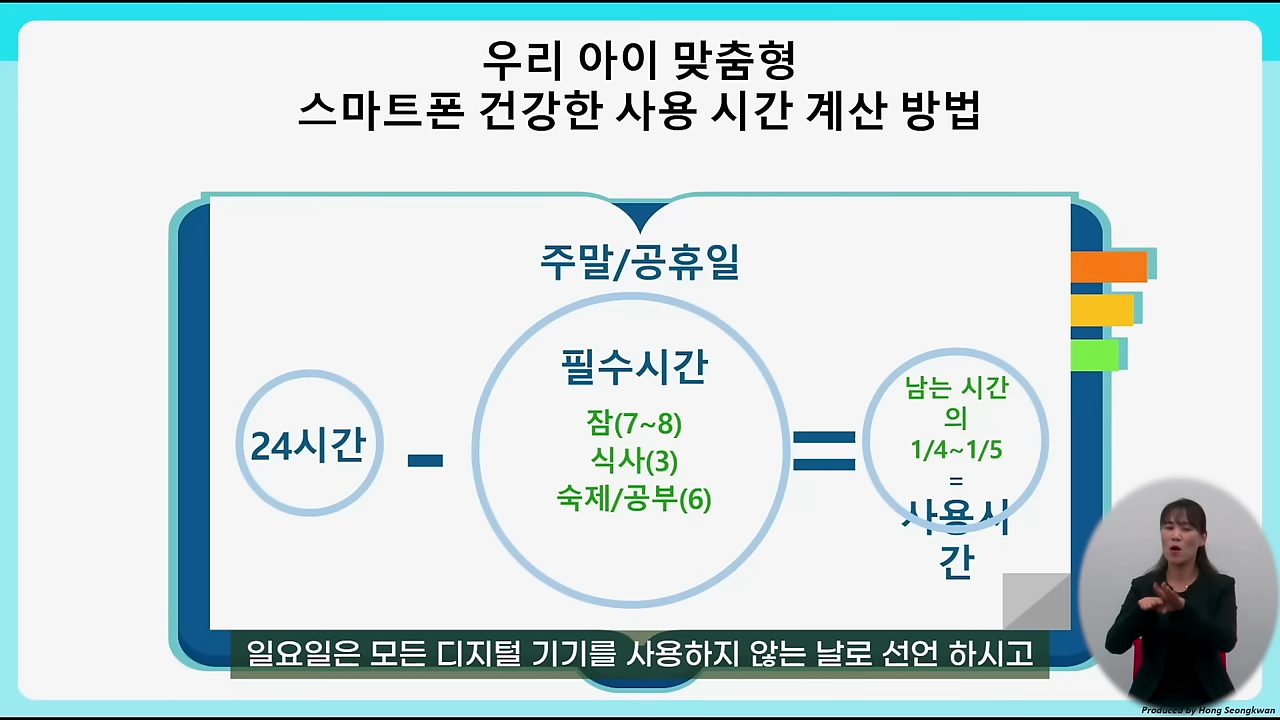 우리 아이 맞춤형
스마트폰 건강한 사용 시간 계산 방법
주말/공휴일
24시간
-
필수시간
잠(7~8)
식사(3)
숙제/공부(6)
=
남는 시간
의
1/4~1/5
=
사용시
간
일요일은 모든 디지털 기기를 사용하지 않는 날로 선언 하시고
Produced by Hong Seongkwan